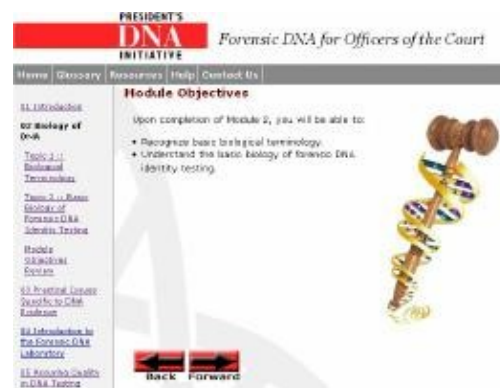 PRESIDENT'S
DNA
INITIATIVE
Forensic DNA for Officers of the Court
Home Glossary Resources Help Contact Us
Module Objectives
Upon completion of Module 2, you will be able to:
• Recognize basic biological terminology.
• Understand the basic biology of forensic DNA
identity testing.
01 Introduction
02 Biology of
DNA
Topic 1 ::
Biological
Terminology
Topic 2 :: Basic
Biology of
Forensic DNA
Identity Testing
Module
Objectives
Review
03 Practical Issues
Specific to DNA
Evidence
04 Introduction to
the Forensic DNA
Laboratory
05 Assuring Quality
in DNA Testing
Back Forward